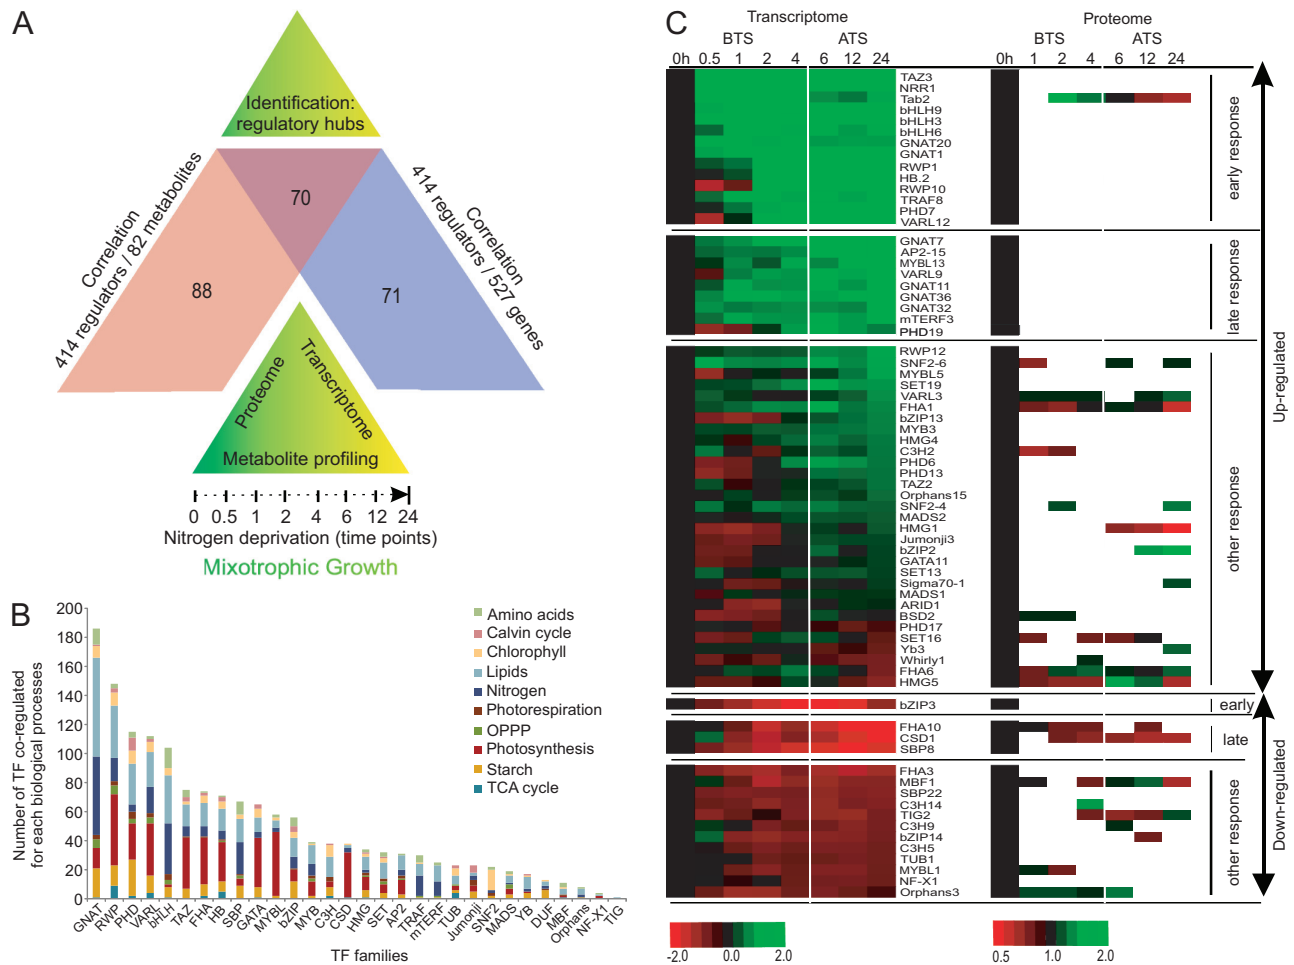 A
Identification:
regulatory hubs
Correlation
414 regulators / 82 metabolites
70
Correlation
414 regulators / 527 genes
88
71
Proteome
Transcriptome
Metabolite profiling
0 0.5 1 2 4 6 12 24
Nitrogen deprivation (time points)
Mixotrophic Growth
B
Number of TF co-regulated
for each biological processes
200
180
160
140
120
100
80
60
40
20
0
Amino acids
Calvin cycle
Chlorophyll
Lipids
Nitrogen
Photorespiration
OPPP
Photosynthesis
Starch
TCA cycle
GNAT RWP PHD VARL bHLH TAZ FHA HB SBP GATA MYBL bZIP MYB C3H CSD HMG SET AP2 TRAF mTERF TUB Jumonji SNF2 MADS YB DUF MBF Orphans NF-X1 TIG
TF families
C
Transcriptome Proteome
BTS ATS BTS ATS
0h 0.5 1 2 4 6 12 24 0h 1 2 4 6 12 24
TAZ3
NRR1
Tab2
bHLH9
bHLH3
bHLH6
GNAT20
GNAT1
RWP1
HB.2
RWP10
TRAF8
PHD7
VARL12
early response
GNAT7
AP2-15
MYBL13
VARL9
GNAT11
GNAT36
GNAT32
mTERF3
PHD19
late response
RWP12
SNF2-6
MYBL5
SET19
VARL3
FHA1
bZIP13
MYB3
HMG4
C3H2
PHD6
PHD13
TAZ2
Orphans15
SNF2-4
MADS2
HMG1
Jumonji3
bZIP2
GATA11
SET13
Sigma70-1
MADS1
ARID1
BSD2
PHD17
SET16
Yb3
Whirly1
FHA6
HMG5
other response
Up-regulated
bZIP3
early
FHA10
CSD1
SBP8
late
FHA3
MBF1
SBP22
C3H14
TIG2
C3H9
bZIP14
C3H5
TUB1
MYBL1
NF-X1
Orphans3
other response
Down-regulated
-2.0 0.0 2.0
0.5 1.0 2.0